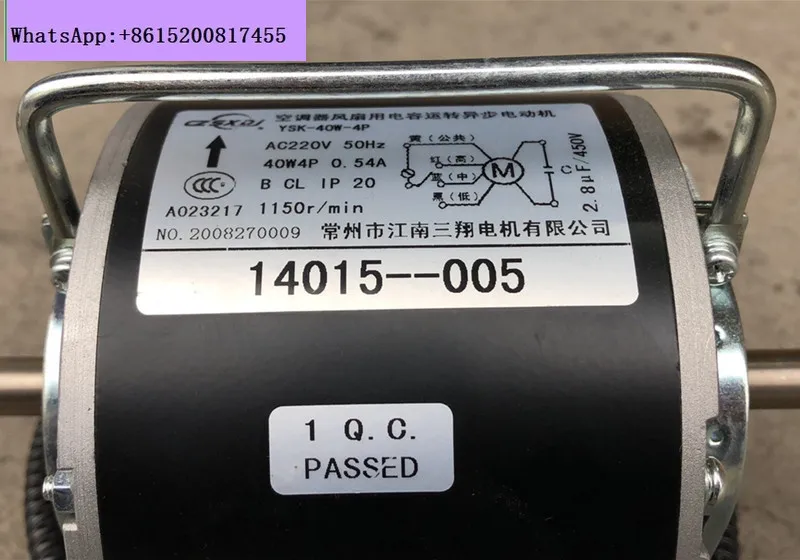 WhatsApp:+8615200817455
空调器风扇用电容运转异步电动机
YSK-40W-4P
AC220V 50Hz
40W4P 0.54A
B CL IP 20
A023217 1150r/min
黄(公共)
红(高)
蓝(中)
黑(低)
M
C
2.8μF/450V
NO.2008270009 常州市江南三翔电机有限公司
14015--005
1 Q.C.
PASSED